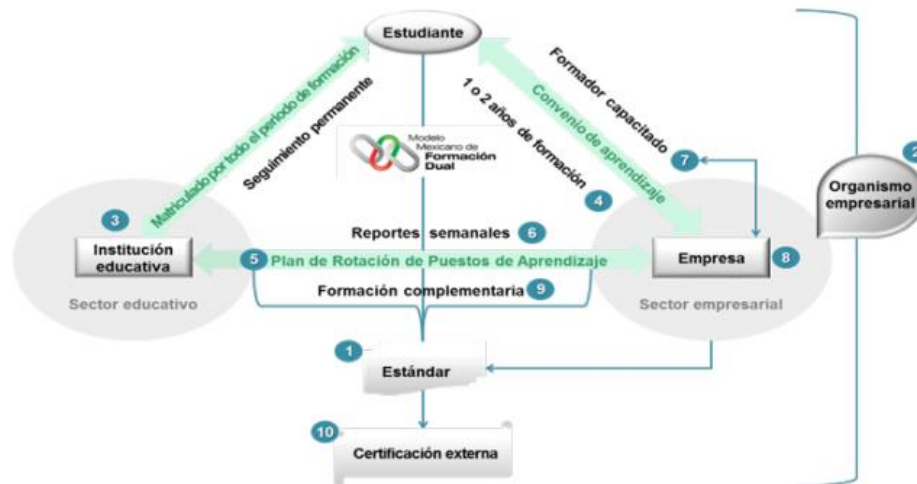 Estudiante
2
Matriculado por todo el periodo de formación
Seguimiento permanente
Modelo
Mexicano de
Formación
Dual
1 o 2 años de formación
Convenio de aprendizaje
Formador capacitado
7
4
Organismo
empresarial
3
Institución
educativa
Sector educativo
Reportes semanales 6
5 Plan de Rotación de Puestos de Aprendizaje
Formación complementaria 9
Empresa
8
Sector empresarial
1
Estándar
10
Certificación externa